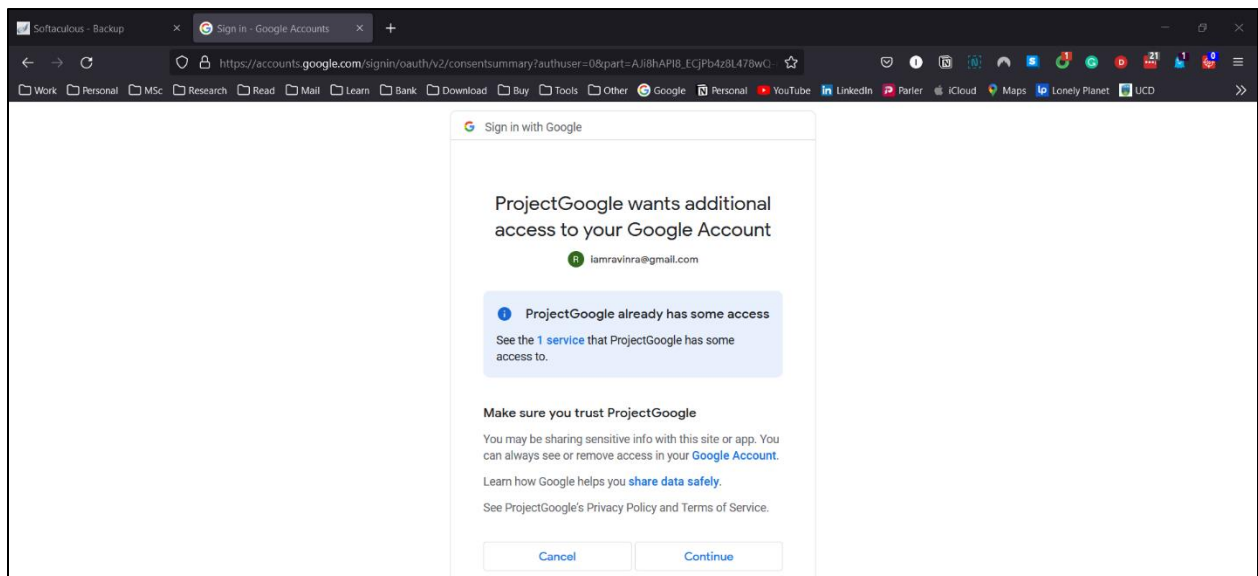 Softaculous - Backup
Sign in - Google Accounts
https://accounts.google.com/signin/oauth/v2/consentsummary?authuser=0&part=AJi8hAPI8_ECjPb4z8L478wO-
21
1
0
Work Personal MSc Research Read Mail Learn Bank Download Buy Tools Other Google Personal YouTube LinkedIn Parler iCloud Maps Lonely Planet UCD
Sign in with Google
ProjectGoogle wants additional
access to your Google Account
R iamravinra@gmail.com
ProjectGoogle already has some access
See the 1 service that ProjectGoogle has some
access to.
Make sure you trust ProjectGoogle
You may be sharing sensitive info with this site or app. You
can always see or remove access in your Google Account.
Learn how Google helps you share data safely.
See ProjectGoogle's Privacy Policy and Terms of Service.
Cancel Continue